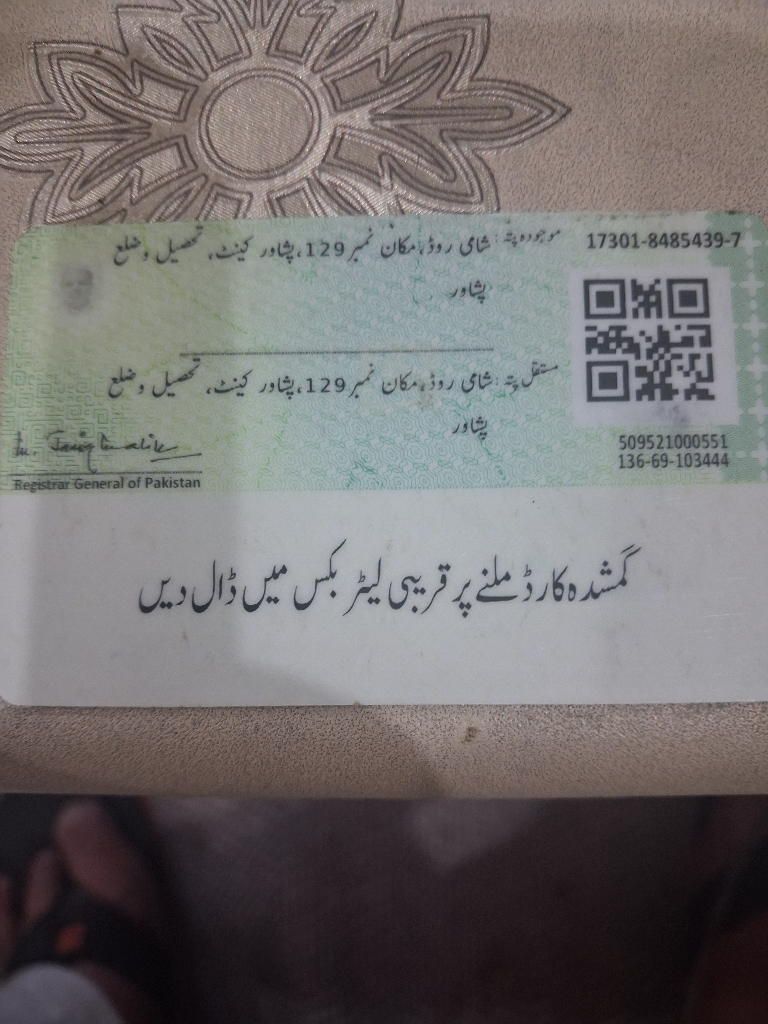 17301-8485439-7
موجودہ پتہ: شامی روڈ، مکان نمبر 129، پشاور کینٹ، تحصیل و ضلع
پشاور
مستقل پتہ: شامی روڈ، مکان نمبر 129، پشاور کینٹ، تحصیل و ضلع
پشاور
509521000551
136-69-103444
Registrar General of Pakistan
گمشدہ کارڈ ملنے پر قریبی لیٹر بکس میں ڈال دیں